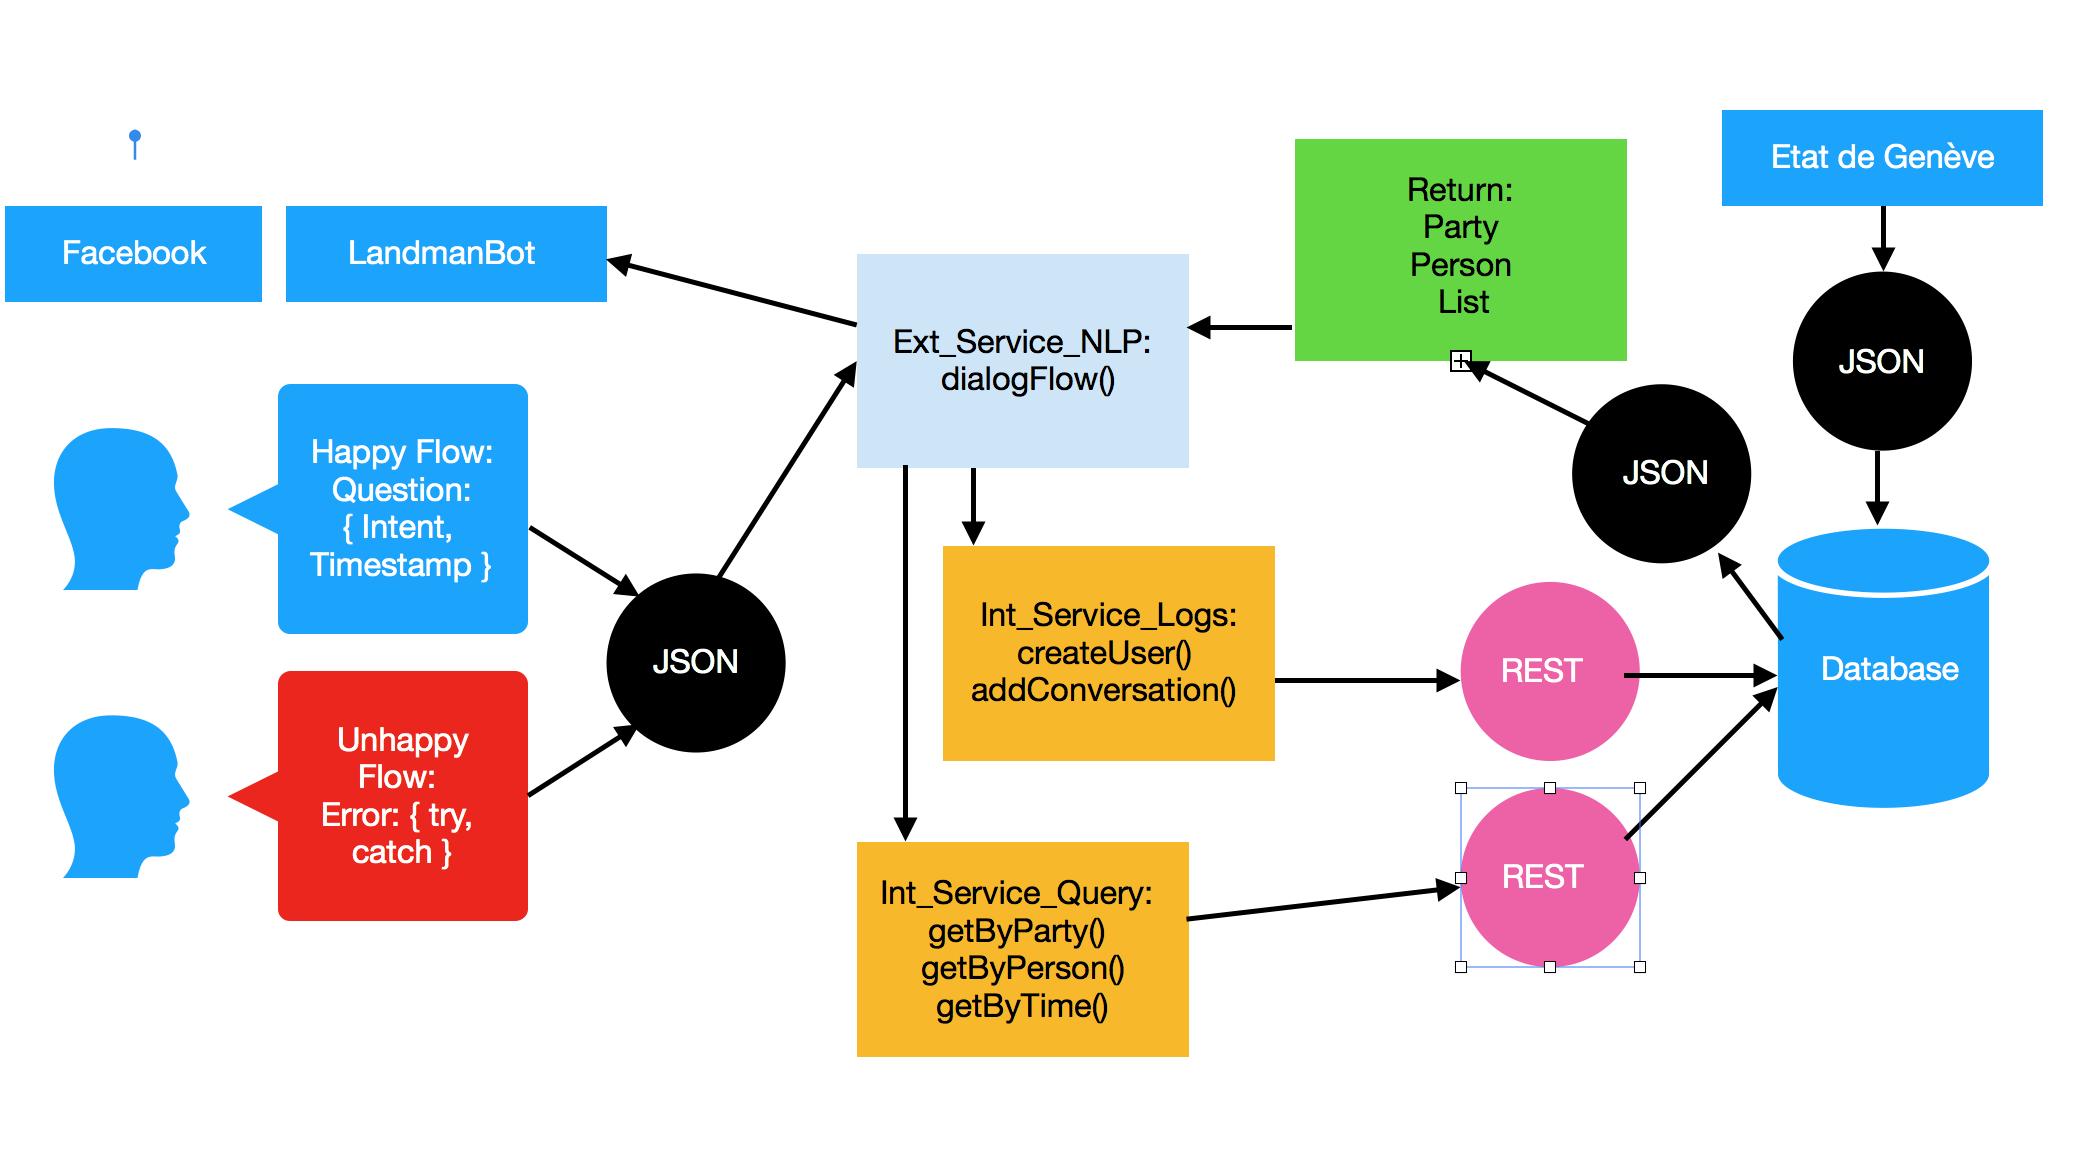 Facebook
LandmanBot
Happy Flow:
Question:
{ Intent,
Timestamp }
Unhappy
Flow:
Error: { try,
catch }
JSON
Ext_Service_NLP:
dialogFlow()
Int_Service_Logs:
createUser()
addConversation()
Int_Service_Query:
getByParty()
getByPerson()
getByTime()
Return:
Party
Person
List
JSON
REST
REST
Etat de Genève
JSON
Database